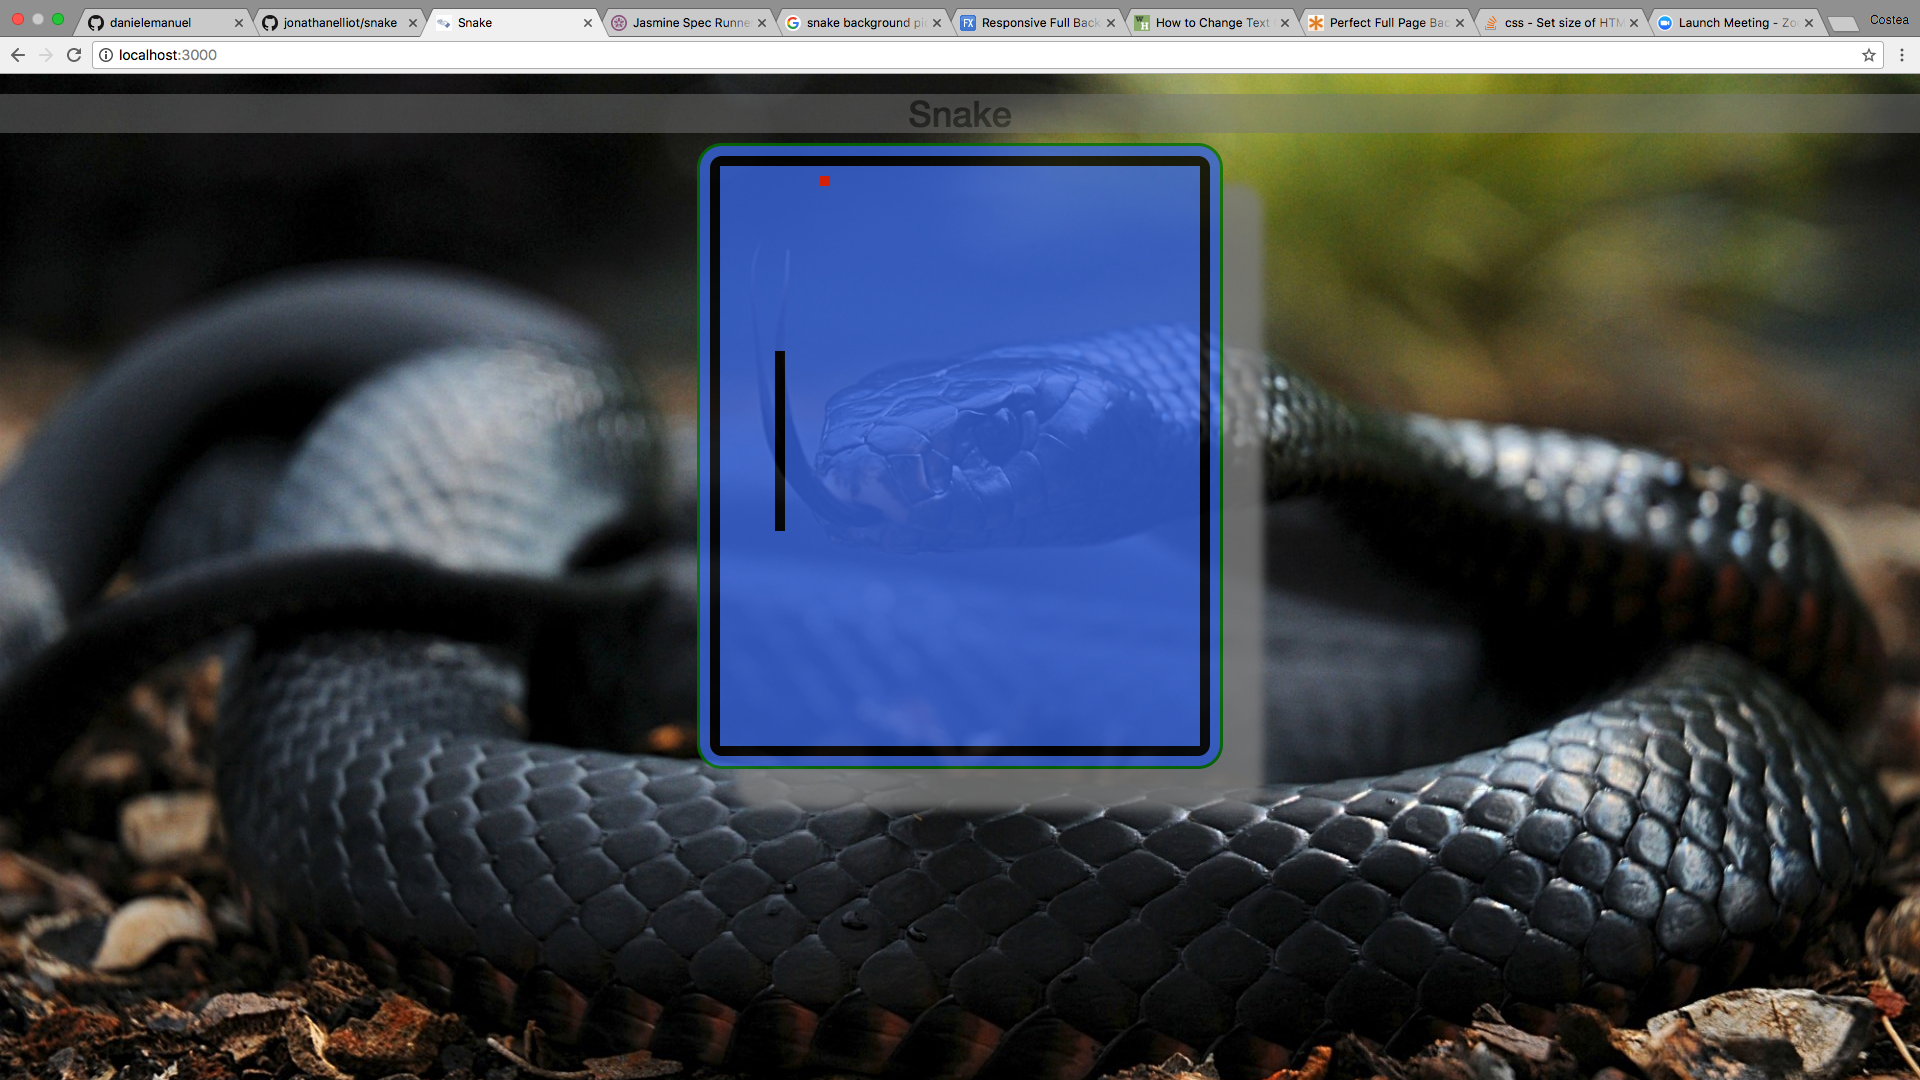 danielemanuel
jonathanelliot/snake
Snake
Jasmine Spec Runne
snake background pi
Responsive Full Back
How to Change Text
Perfect Full Page Bac
css - Set size of HTM
Launch Meeting - Zo
Costea
localhost:3000
Snake